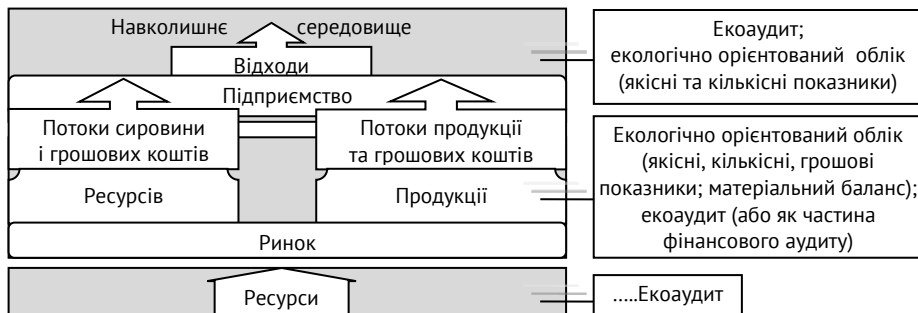 Навколишнє середовище
Відходи
Підприємство
Потоки сировини
і грошових коштів
Потоки продукції
та грошових коштів
Ресурсів
Продукції
Ринок
Ресурси
Екоаудит;
екологічно орієнтований облік
(якісні та кількісні показники)
Екологічно орієнтований облік
(якісні, кількісні, грошові
показники; матеріальний баланс);
екоаудит (або як частина
фінансового аудиту)
.....Екоаудит